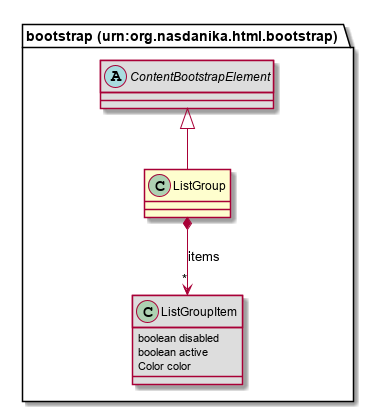 bootstrap (urn:org.nasdanika.html.bootstrap)
A ContentBootstrapElement
C ListGroup
items
*
C ListGroupItem
boolean disabled
boolean active
Color color